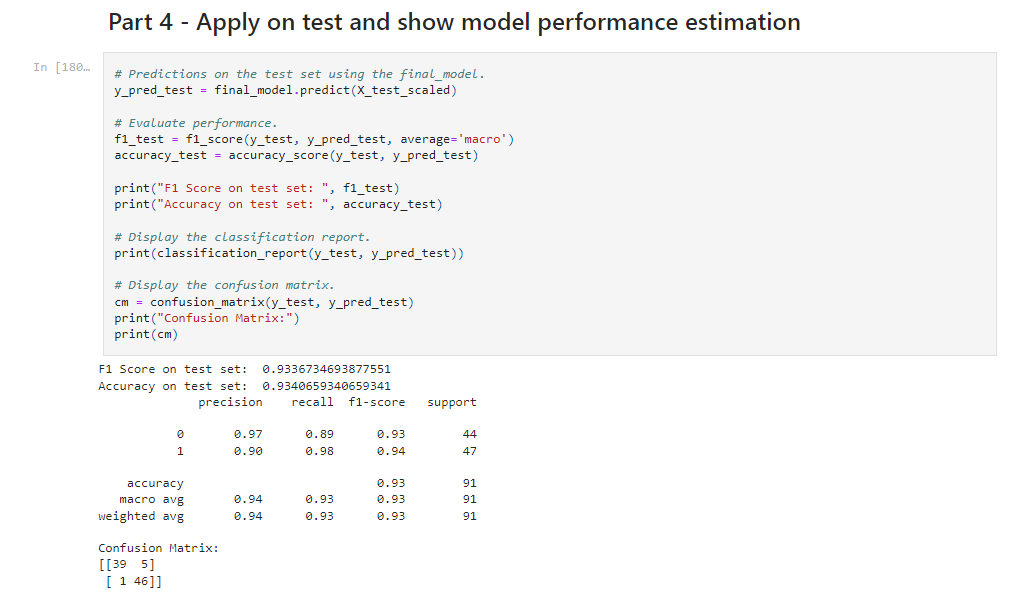 Part 4 - Apply on test and show model performance estimation
In [180…
# Predictions on the test set using the final_model.
y_pred_test = final_model.predict(X_test_scaled)
# Evaluate performance.
f1_test = f1_score(y_test, y_pred_test, average='macro')
accuracy_test = accuracy_score(y_test, y_pred_test)
print("F1 Score on test set: ", f1_test)
print("Accuracy on test set: ", accuracy_test)
# Display the classification report.
print(classification_report(y_test, y_pred_test))
# Display the confusion matrix.
cm = confusion_matrix(y_test, y_pred_test)
print("Confusion Matrix:")
print(cm)
F1 Score on test set:  0.9336734693877551
Accuracy on test set:  0.9340659340659341
precision recall f1-score support
0 0.97 0.89 0.93 44
1 0.90 0.98 0.94 47
accuracy 0.93 91
macro avg 0.94 0.93 0.93 91
weighted avg 0.94 0.93 0.93 91
Confusion Matrix:
[[39  5]
[ 1 46]]